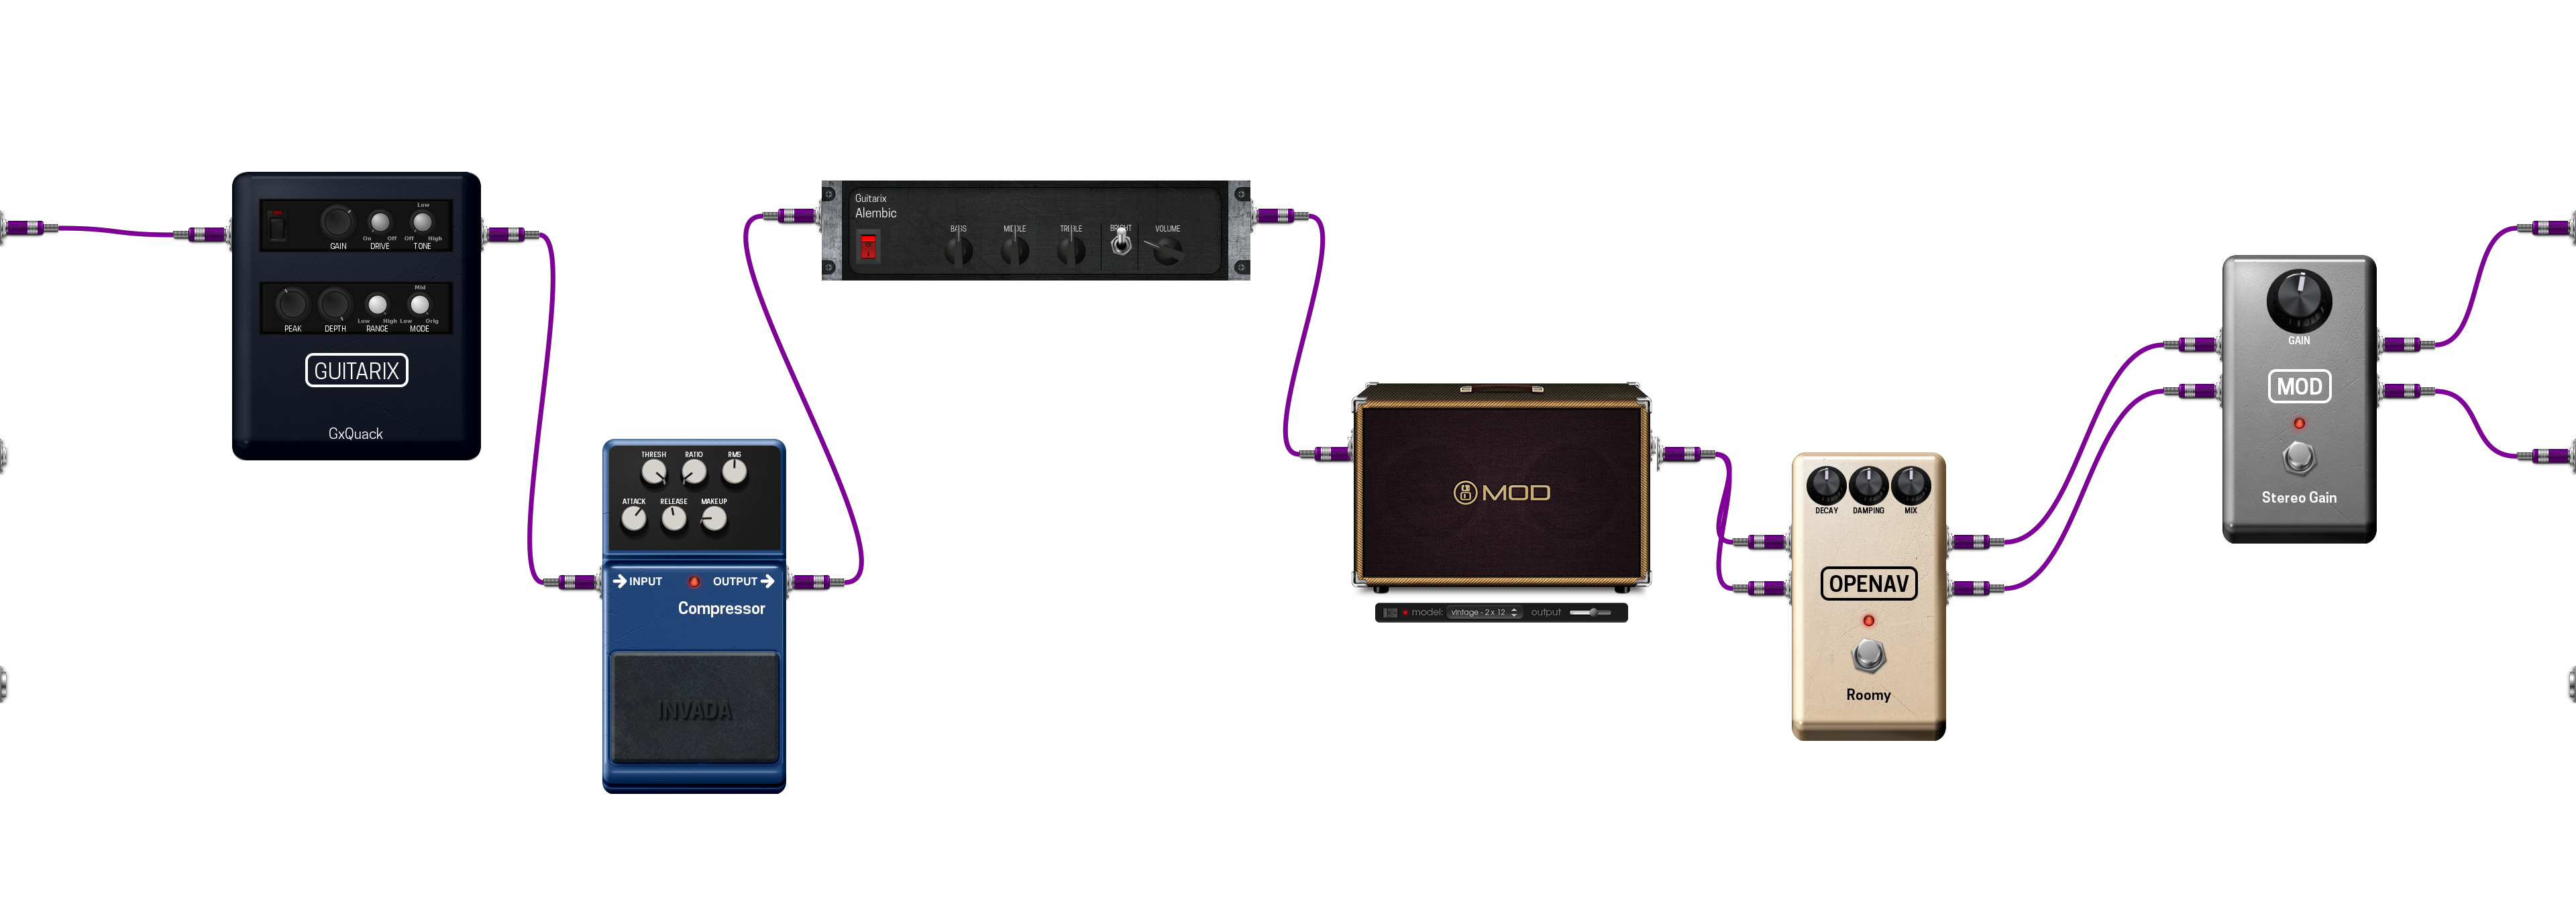 Low
On
Off
Off
High
GAIN
DRIVE
TONE
Mid
Low
High
Low
Orig
PEAK
DEPTH
RANGE
MODE
GUITARIX
GxQuack
THRESH
RATIO
RMS
ATTACK
RELEASE
MAKEUP
INPUT
OUTPUT
Compressor
INVADA
Guitarix
Alembic
BASS
MIDDLE
TREBLE
BRIGHT
VOLUME
MOD
model:
vintage - 2 x 12
output
DECAY
DAMPING
MIX
OPENAV
Roomy
GAIN
MOD
Stereo Gain